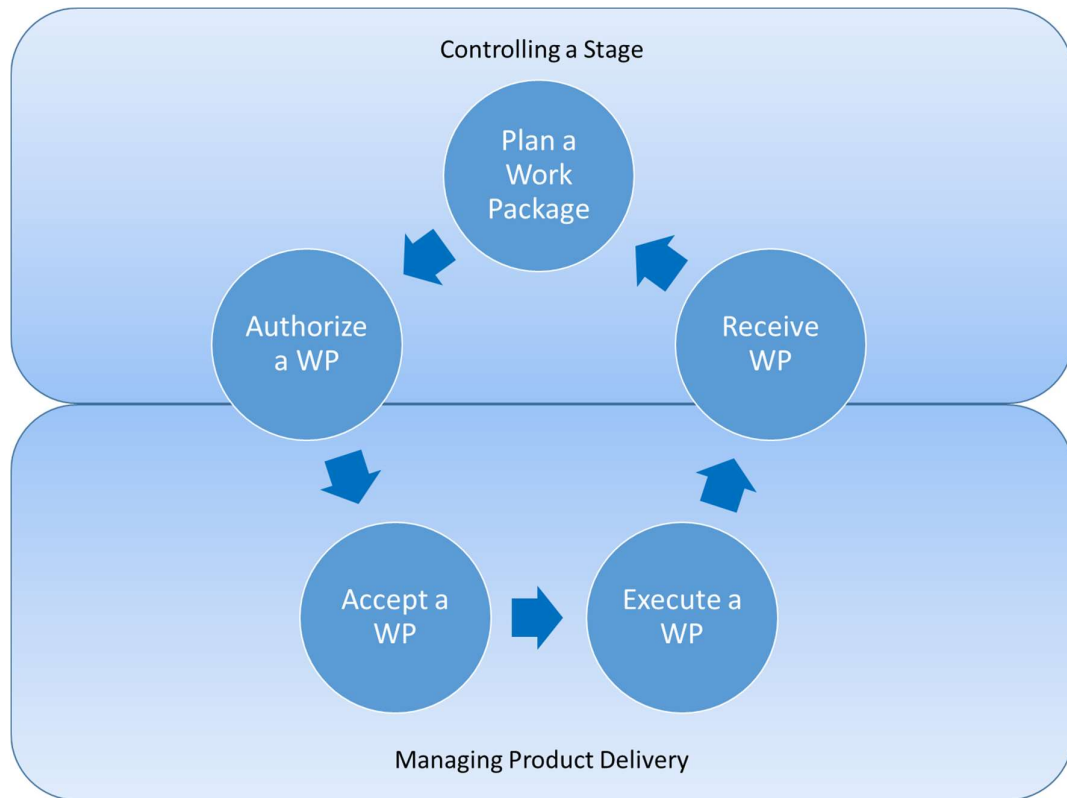 Controlling a Stage
Plan a
Work
Package
Authorize
a WP
Receive
WP
Accept a
WP
Execute a
WP
Managing Product Delivery